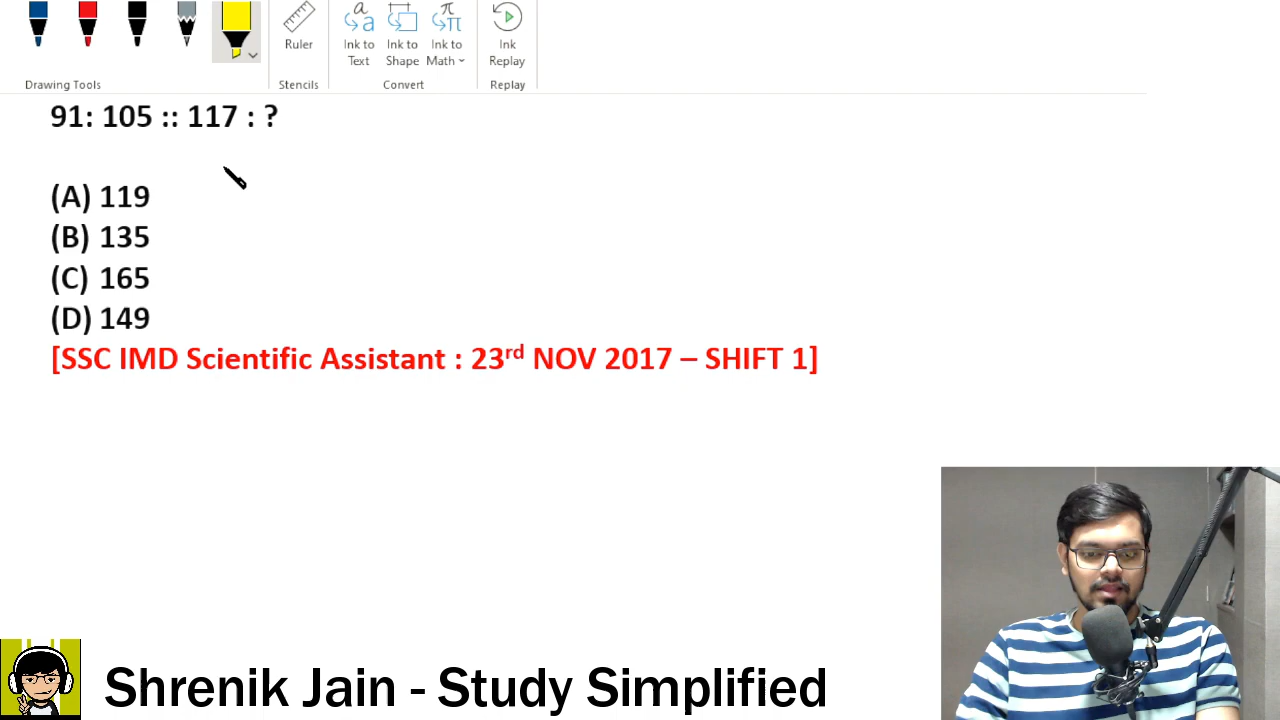 Drawing Tools
Ruler
Stencils
Ink to Text
Ink to Shape
Ink to Math
Convert
Ink Replay
Replay
91: 105 :: 117 : ?
(A) 119
(B) 135
(C) 165
(D) 149
[SSC IMD Scientific Assistant : 23rd NOV 2017 – SHIFT 1]
Shrenik Jain - Study Simplified